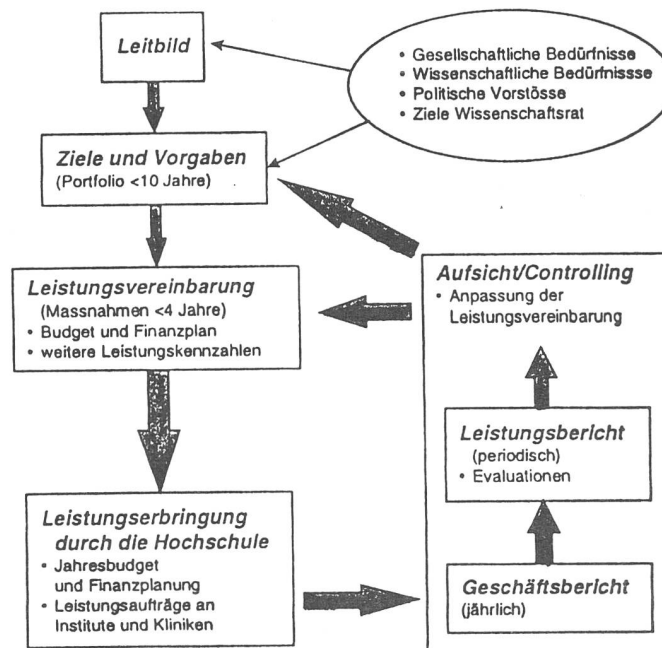 Leitbild
• Gesellschaftliche Bedürfnisse
• Wissenschaftliche Bedürfnissse
• Politische Vorstösse
• Ziele Wissenschaftsrat
Ziele und Vorgaben
(Portfolio <10 Jahre)
Leistungsvereinbarung
(Massnahmen <4 Jahre)
• Budget und Finanzplan
• weitere Leistungskennzahlen
Aufsicht/Controlling
• Anpassung der
Leistungsvereinbarung
Leistungsbericht
(periodisch)
• Evaluationen
Leistungserbringung
durch die Hochschule
• Jahresbudget
und Finanzplanung
• Leistungsaufträge an
Institute und Kliniken
Geschäftsbericht
(jährlich)